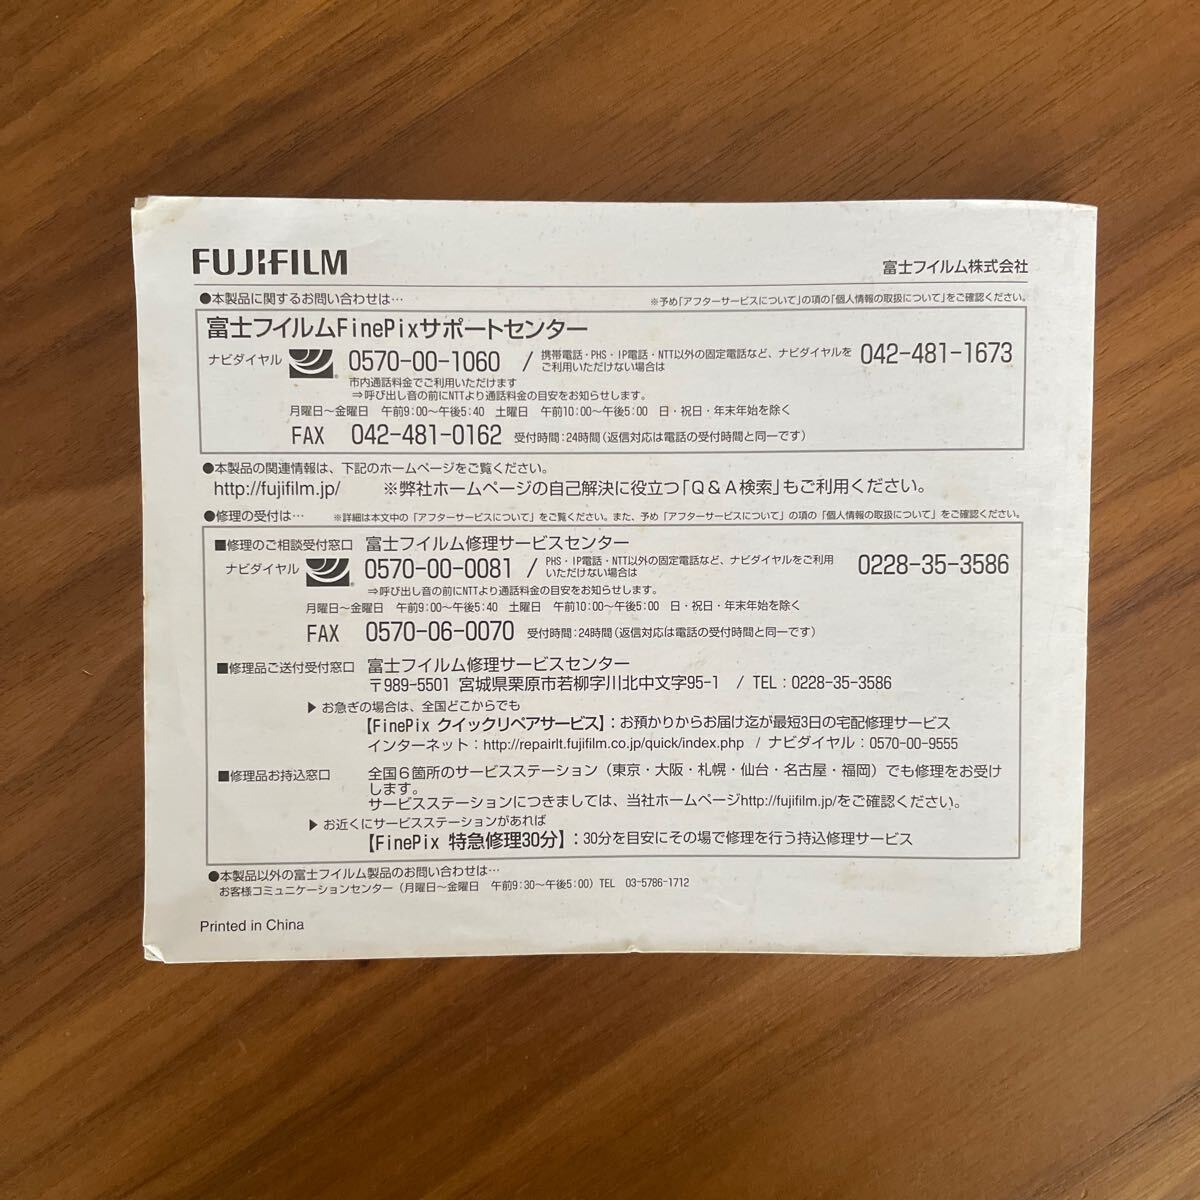 FUJIFILM
富士フイルム株式会社
●本製品に関するお問い合わせは…
※予め「アフターサービスについて」の項の「個人情報の取扱について」をご確認ください。
富士フイルムFinePixサポートセンター
ナビダイヤル 0570-00-1060 / 携帯電話・PHS・IP電話・NTT以外の固定電話など、ナビダイヤルを
ご利用いただけない場合は
042-481-1673
市内通話料金でご利用いただけます
⇒呼び出し音の前にNTTより通話料金の目安をお知らせします。
月曜日～金曜日 午前9:00～午後5:40 土曜日 午前10:00～午後5:00 日・祝日・年末年始を除く
FAX 042-481-0162 受付時間:24時間(返信対応は電話の受付時間と同一です)
●本製品の関連情報は、下記のホームページをご覧ください。
http://fujifilm.jp/ ※弊社ホームページの自己解決に役立つ「Q&A検索」もご利用ください。
●修理の受付は… ※詳細は本文中の「アフターサービスについて」をご覧ください。また、予め「アフターサービスについて」の項の「個人情報の取扱について」をご確認ください。
■修理のご相談受付窓口 富士フイルム修理サービスセンター
ナビダイヤル 0570-00-0081 / PHS・IP電話・NTT以外の固定電話など、ナビダイヤルをご利用
いただけない場合は
0228-35-3586
⇒呼び出し音の前にNTTより通話料金の目安をお知らせします。
月曜日～金曜日 午前9:00～午後5:40 土曜日 午前10:00～午後5:00 日・祝日・年末年始を除く
FAX 0570-06-0070 受付時間:24時間(返信対応は電話の受付時間と同一です)
■修理品ご送付受付窓口 富士フイルム修理サービスセンター
〒989-5501 宮城県栗原市若柳字川北中文字95-1 / TEL:0228-35-3586
▶お急ぎの場合は、全国どこからでも
【FinePix クイックリペアサービス】:お預かりからお届け迄が最短3日の宅配修理サービス
インターネット:http://repairlt.fujifilm.co.jp/quick/index.php / ナビダイヤル:0570-00-9555
■修理品お持込窓口 全国6箇所のサービスステーション(東京・大阪・札幌・仙台・名古屋・福岡)でも修理をお受け
します。
サービスステーションにつきましては、当社ホームページhttp://fujifilm.jp/をご確認ください。
▶お近くにサービスステーションがあれば
【FinePix 特急修理30分】:30分を目安にその場で修理を行う持込修理サービス
●本製品以外の富士フイルム製品のお問い合わせは…
お客様コミュニケーションセンター(月曜日～金曜日 午前9:30～午後5:00) TEL 03-5786-1712
Printed in China